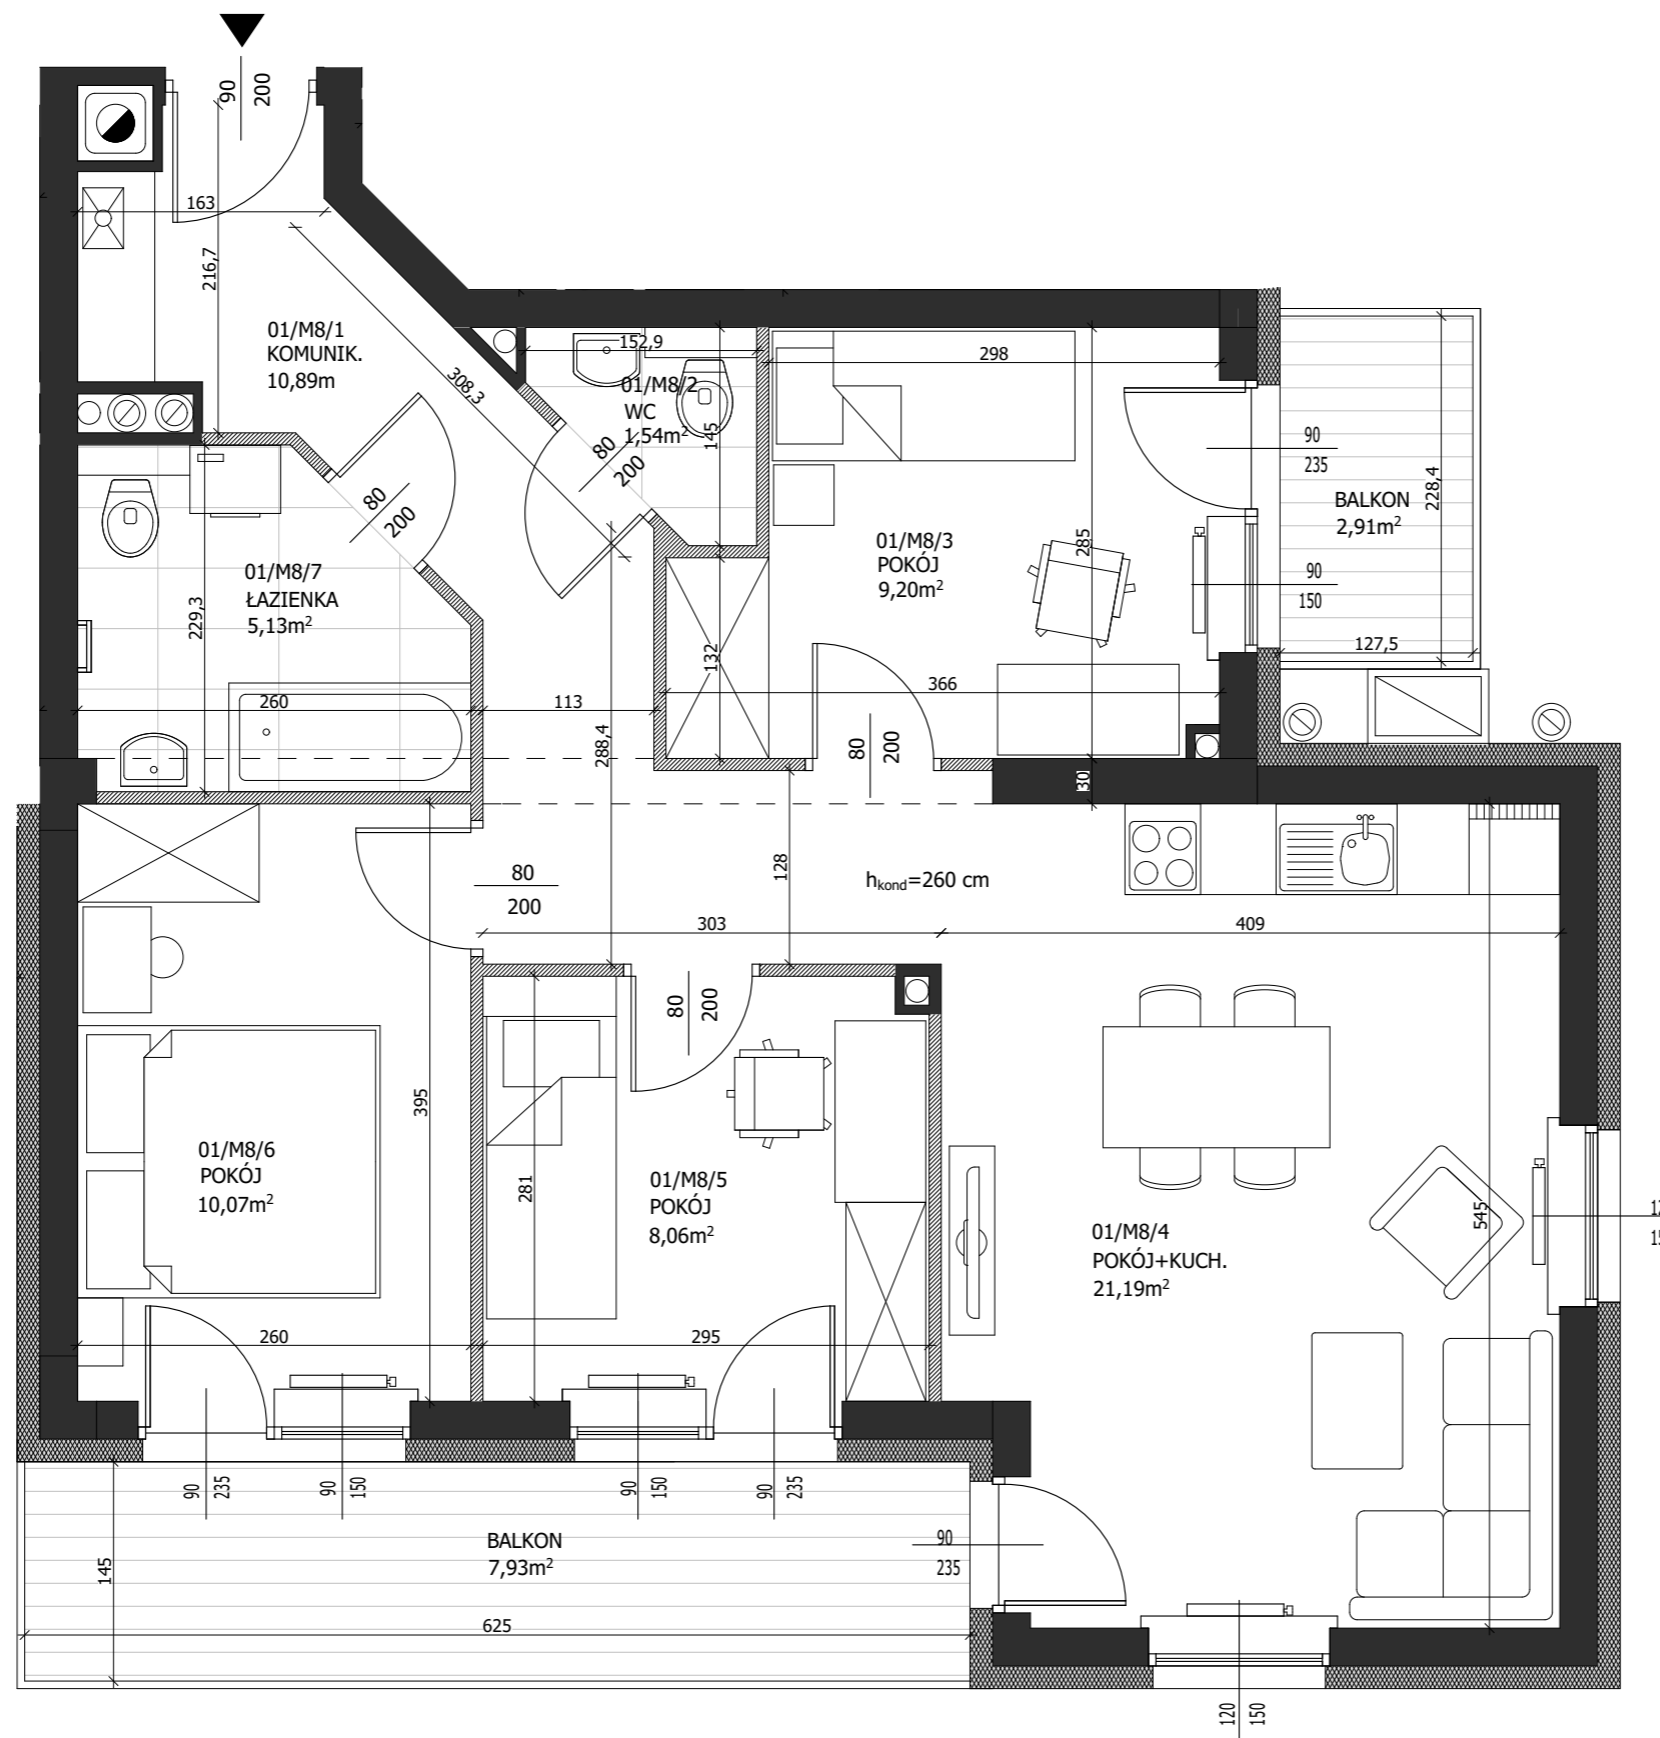 90
200
163
216,7
01/M8/1
KOMUNIK.
10,89m
308,3
152,9
01/M8/2
WC
1,54m²
145
80
200
298
90
235
BALKON
2,91m²
228,4
01/M8/3
POKÓJ
9,20m²
285
90
150
127,5
80
200
01/M8/7
ŁAZIENKA
5,13m²
229,3
132
366
260
113
288,4
80
200
30
80
200
128
h kond=260 cm
303
409
80
200
395
01/M8/6
POKÓJ
10,07m²
281
01/M8/5
POKÓJ
8,06m²
545
01/M8/4
POKÓJ+KUCH.
21,19m²
260
295
90
235
90
150
90
150
90
235
BALKON
7,93m²
90
235
145
625
120
150